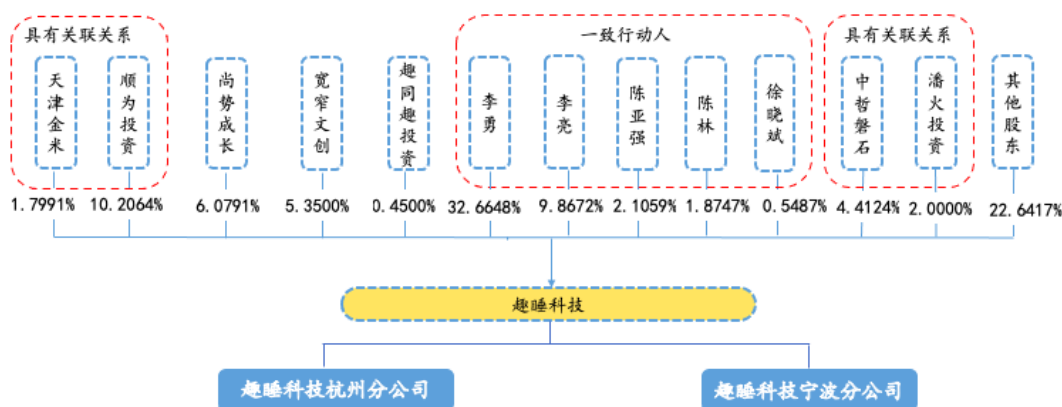 具有关联关系
一致行动人
具有关联关系
天津金米
顺为投资
尚势成长
宽窄文创
趣同趣投资
李勇
李亮
陈亚强
陈林
徐晓斌
中哲磐石
潘火投资
其他股东
1.7991%
10.2064%
6.0791%
5.3500%
0.4500%
32.6648%
9.8672%
2.1059%
1.8747%
0.5487%
4.4124%
2.0000%
22.6417%
趣睡科技
趣睡科技杭州分公司
趣睡科技宁波分公司